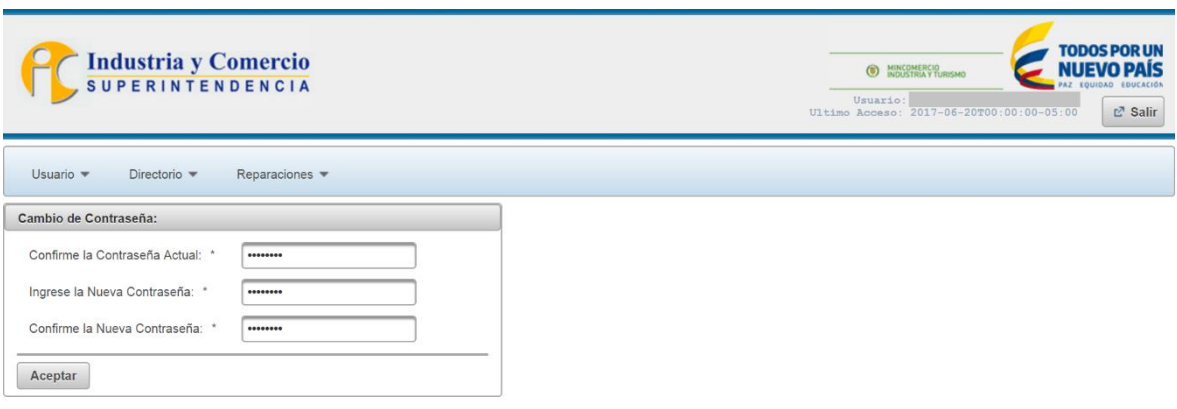 Industria y Comercio
SUPERINTENDENCIA
MINCOMERCIO
INDUSTRIA Y TURISMO
TODOS POR UN
NUEVO PAÍS
PAZ EQUIDAD EDUCACIÓN
Usuario:
Ultimo Acceso: 2017-06-20T00:00:00-05:00
Salir
Usuario Directorio Reparaciones
Cambio de Contraseña:
Confirme la Contraseña Actual: * ••••••••
Ingrese la Nueva Contraseña: * ••••••••
Confirme la Nueva Contraseña: * ••••••••
Aceptar